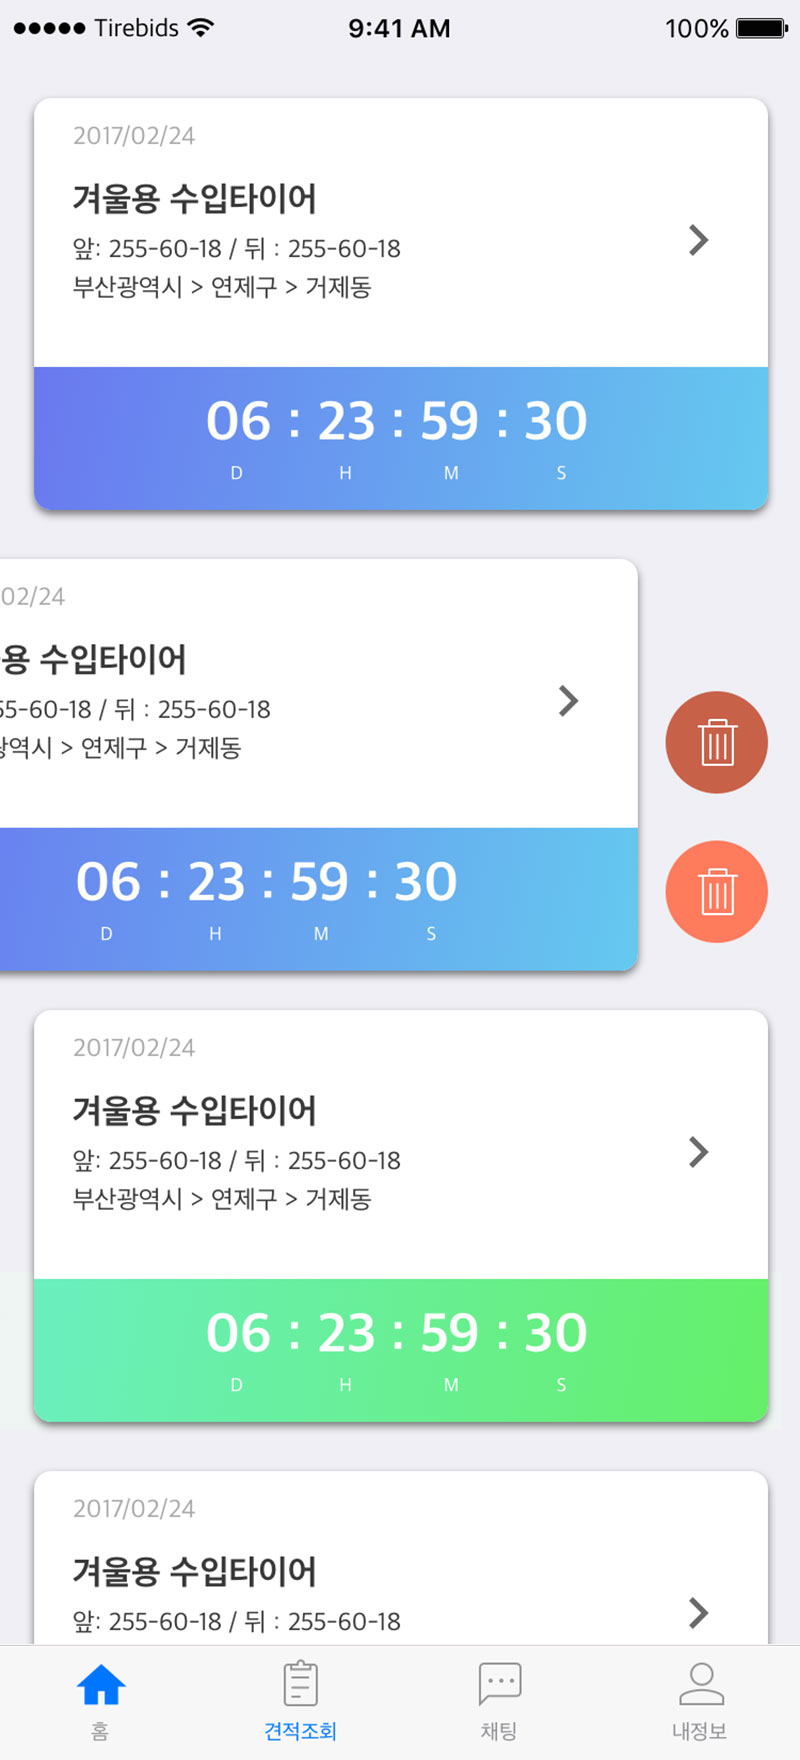 Tirebids 9:41 AM 100%
2017/02/24
겨울용 수입타이어
앞: 255-60-18 / 뒤 : 255-60-18
부산광역시 > 연제구 > 거제동
06 : 23 : 59 : 30
D H M S
02/24
용 수입타이어
55-60-18 / 뒤 : 255-60-18
광역시 > 연제구 > 거제동
06 : 23 : 59 : 30
D H M S
2017/02/24
겨울용 수입타이어
앞: 255-60-18 / 뒤 : 255-60-18
부산광역시 > 연제구 > 거제동
06 : 23 : 59 : 30
D H M S
2017/02/24
겨울용 수입타이어
앞: 255-60-18 / 뒤 : 255-60-18
홈 견적조회 채팅 내정보